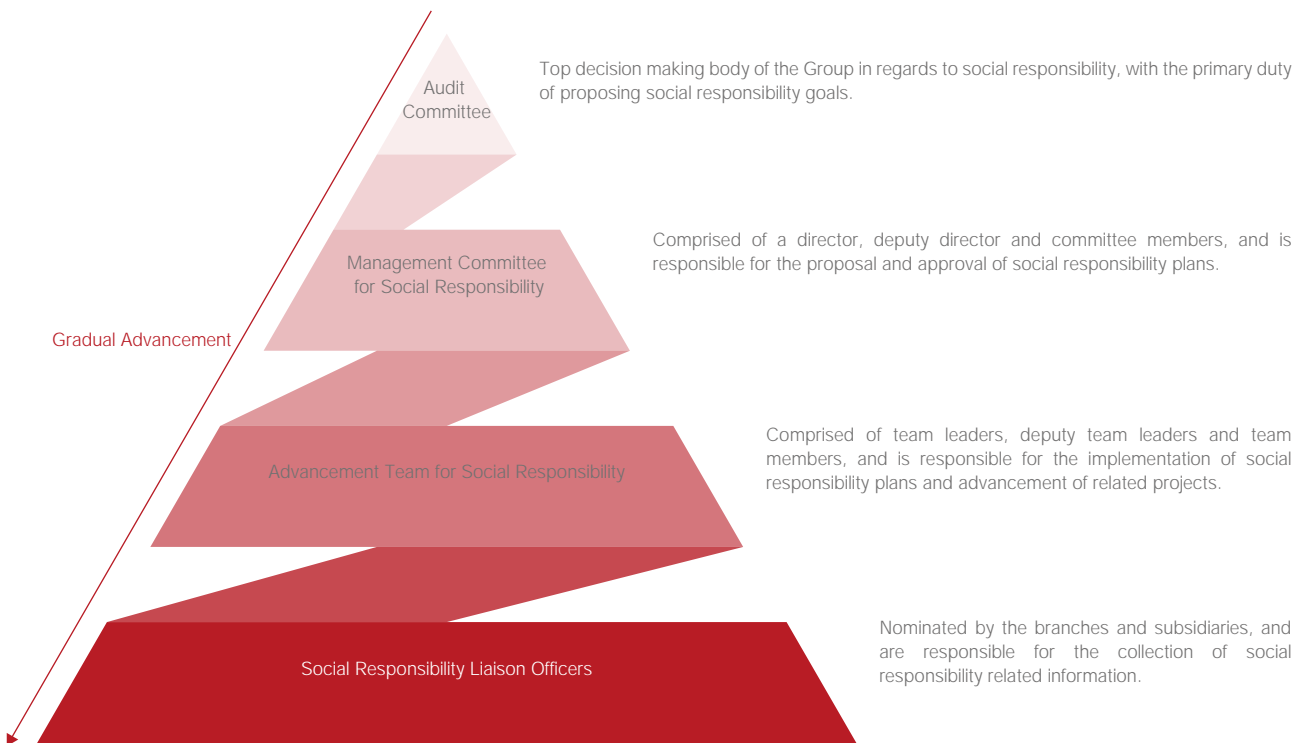 Audit
Committee
Top decision making body of the Group in regards to social responsibility, with the primary duty
of proposing social responsibility goals.
Management Committee
for Social Responsibility
Comprised of a director, deputy director and committee members, and is
responsible for the proposal and approval of social responsibility plans.
Gradual Advancement
Advancement Team for Social Responsibility
Comprised of team leaders, deputy team leaders and team
members, and is responsible for the implementation of social
responsibility plans and advancement of related projects.
Social Responsibility Liaison Officers
Nominated by the branches and subsidiaries, and
are responsible for the collection of social
responsibility related information.